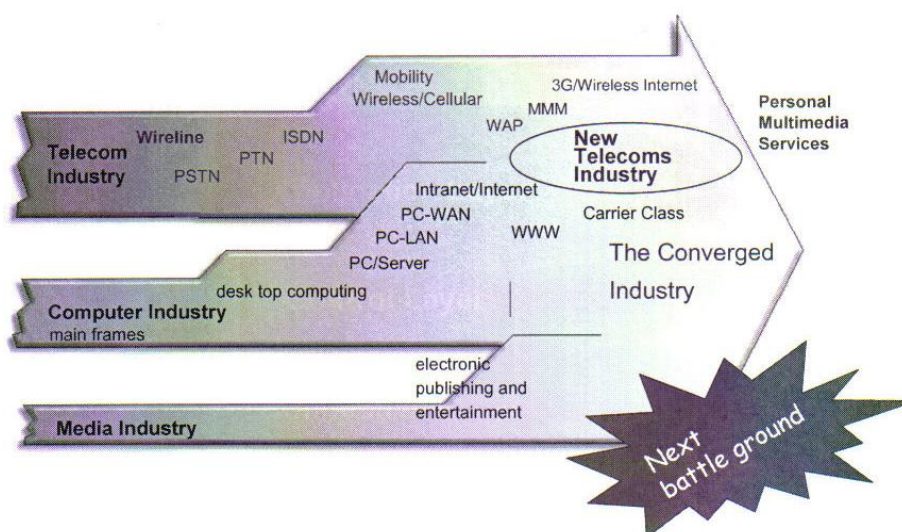 Mobility
Wireless/Cellular
3G/Wireless Internet
MMM
WAP
Personal
Multimedia
Services
Wireline
ISDN
PTN
PSTN
Telecom
Industry
New
Telecoms
Industry
Intranet/Internet
PC-WAN
PC-LAN
PC/Server
WWW
Carrier Class
The Converged
Industry
desk top computing
Computer Industry
main frames
electronic
publishing and
entertainment
Media Industry
Next
battle ground